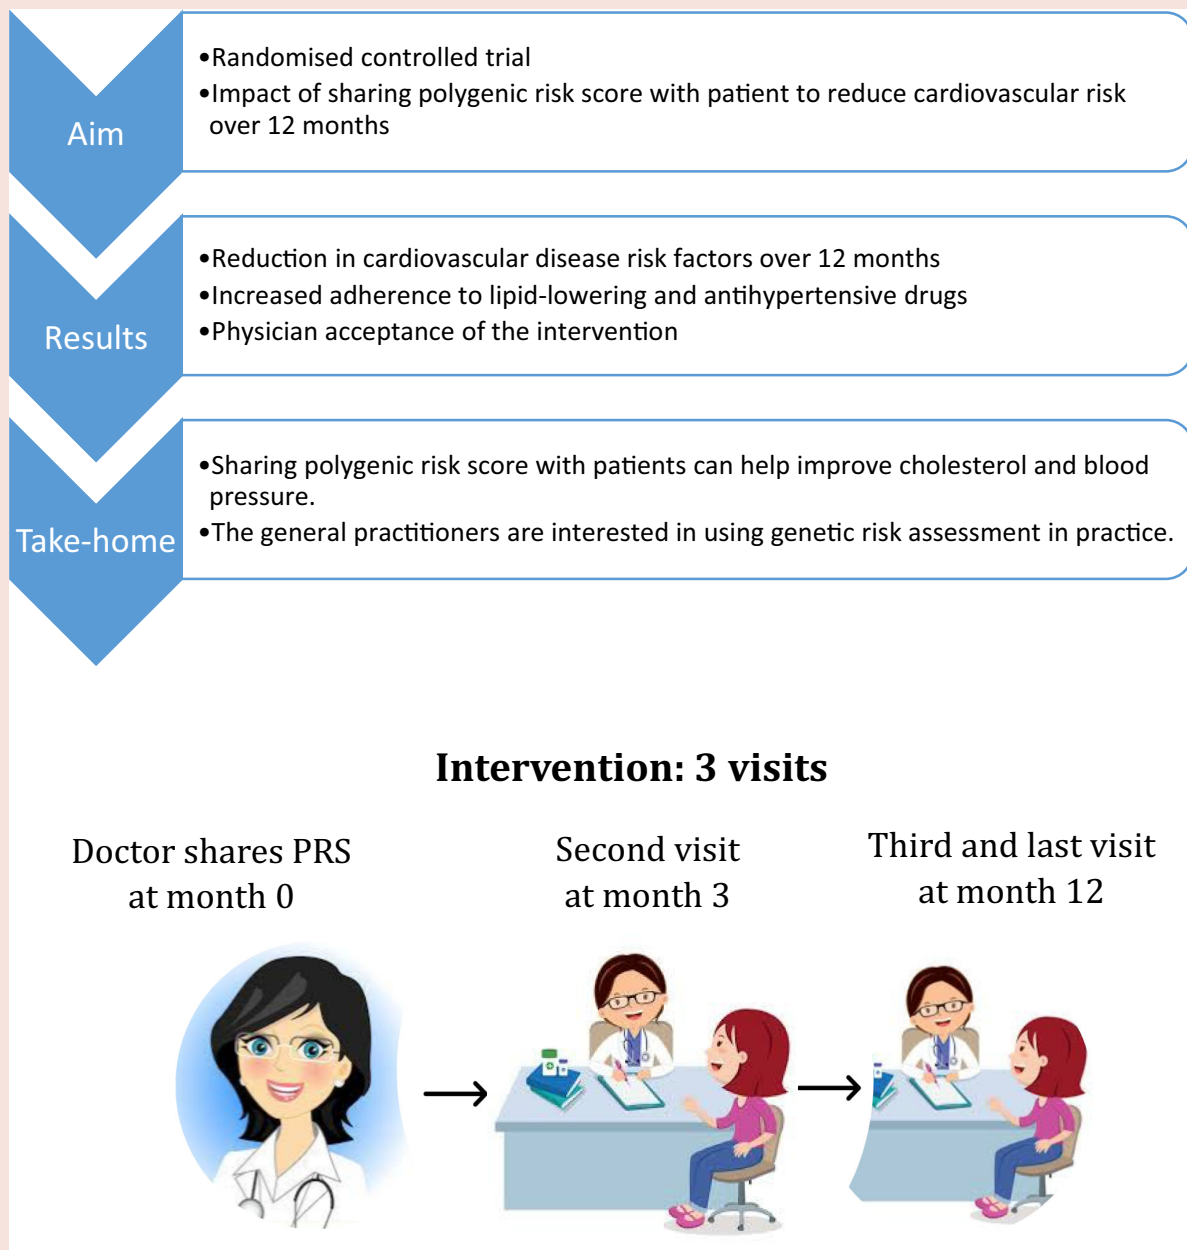 Aim
•Randomised controlled trial
•Impact of sharing polygenic risk score with patient to reduce cardiovascular risk
over 12 months
Results
•Reduction in cardiovascular disease risk factors over 12 months
•Increased adherence to lipid-lowering and antihypertensive drugs
•Physician acceptance of the intervention
Take-home
•Sharing polygenic risk score with patients can help improve cholesterol and blood
pressure.
•The general practitioners are interested in using genetic risk assessment in practice.
Intervention: 3 visits
Doctor shares PRS
at month 0
Second visit
at month 3
Third and last visit
at month 12